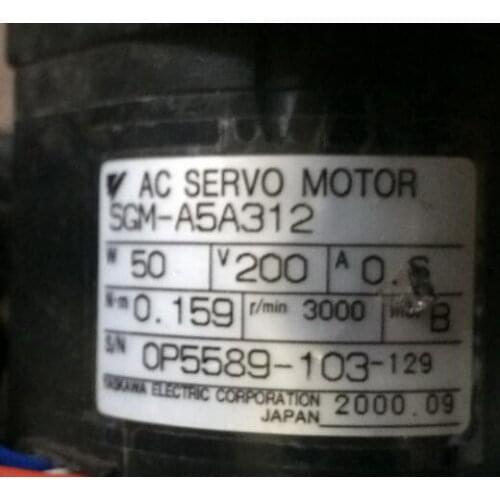 AC SERVO MOTOR
SGM-A5A312
W 50 V 200 A 0.
N·m 0.159 r/min 3000 B
S/N 0P5589-103-129
YASKAWA ELECTRIC CORPORATION
JAPAN 2000.09